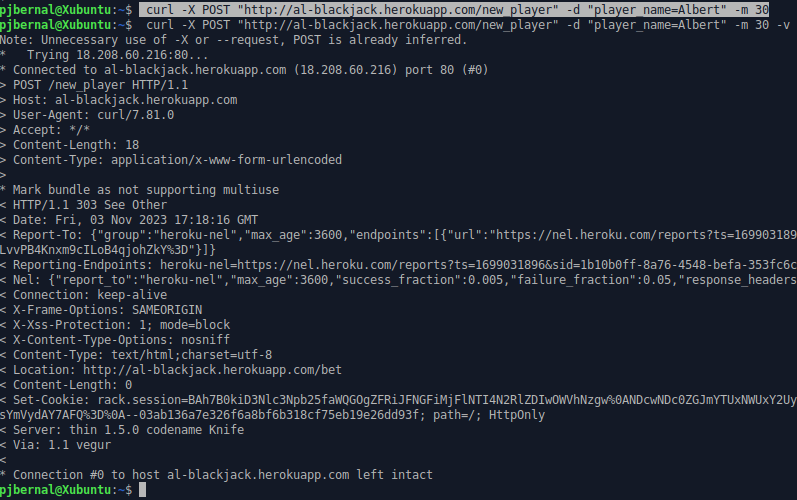 pjbernal@Xubuntu:~$ curl -X POST "http://al-blackjack.herokuapp.com/new_player" -d "player_name=Albert" -m 30
pjbernal@Xubuntu:~$ curl -X POST "http://al-blackjack.herokuapp.com/new_player" -d "player_name=Albert" -m 30 -v
Note: Unnecessary use of -X or --request, POST is already inferred.
*   Trying 18.208.60.216:80...
* Connected to al-blackjack.herokuapp.com (18.208.60.216) port 80 (#0)
> POST /new_player HTTP/1.1
> Host: al-blackjack.herokuapp.com
> User-Agent: curl/7.81.0
> Accept: */*
> Content-Length: 18
> Content-Type: application/x-www-form-urlencoded
>
* Mark bundle as not supporting multiuse
< HTTP/1.1 303 See Other
< Date: Fri, 03 Nov 2023 17:18:16 GMT
< Report-To: {"group":"heroku-nel","max_age":3600,"endpoints":[{"url":"https://nel.heroku.com/reports?ts=169903189
LvvPB4Knxm9cILoB4qjohZkY%3D"}]}
< Reporting-Endpoints: heroku-nel=https://nel.heroku.com/reports?ts=1699031896&sid=1b10b0ff-8a76-4548-befa-353fc6c
< Nel: {"report_to":"heroku-nel","max_age":3600,"success_fraction":0.005,"failure_fraction":0.05,"response_headers
< Connection: keep-alive
< X-Frame-Options: SAMEORIGIN
< X-Xss-Protection: 1; mode=block
< X-Content-Type-Options: nosniff
< Content-Type: text/html;charset=utf-8
< Location: http://al-blackjack.herokuapp.com/bet
< Content-Length: 0
< Set-Cookie: rack.session=BAh7B0kiD3Nlc3Npb25faWQGOgZFRiJFNGFiMjFlNTI4N2RlZDIwOWVhNzgw%0ANDcwNDc0ZGJmYTUxNWUxY2Uy
sYmVydAY7AFQ%3D%0A--03ab136a7e326f6a8bf6b318cf75eb19e26dd93f; path=/; HttpOnly
< Server: thin 1.5.0 codename Knife
< Via: 1.1 vegur
<
* Connection #0 to host al-blackjack.herokuapp.com left intact
pjbernal@Xubuntu:~$